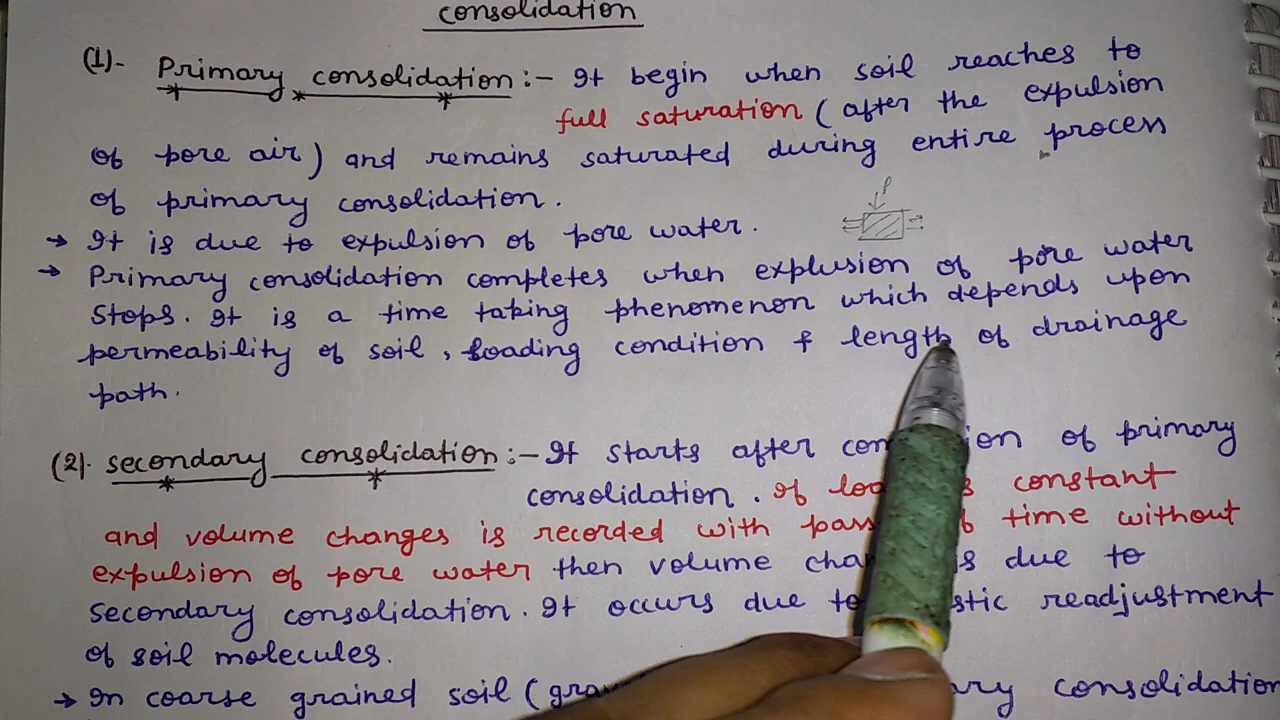 consolidation
(1)- Primary consolidation :- It begin when soil reaches to
full saturation (after the expulsion
of pore air) and remains saturated during entire process
of primary consolidation.
P
→ It is due to expulsion of pore water.
→ Primary consolidation completes when explusion of pore water
stops. It is a time taking phenomenon which depends upon
permeability of soil, loading condition & length of drainage
path.
(2). secondary consolidation :- It starts after of primary
consolidation. If constant
and volume changes is recorded with time without
expulsion of pore water then volume is due to
secondary consolidation. It occurs due to readjustment
of soil molecules.
→ In coarse grained soil ( consolidation